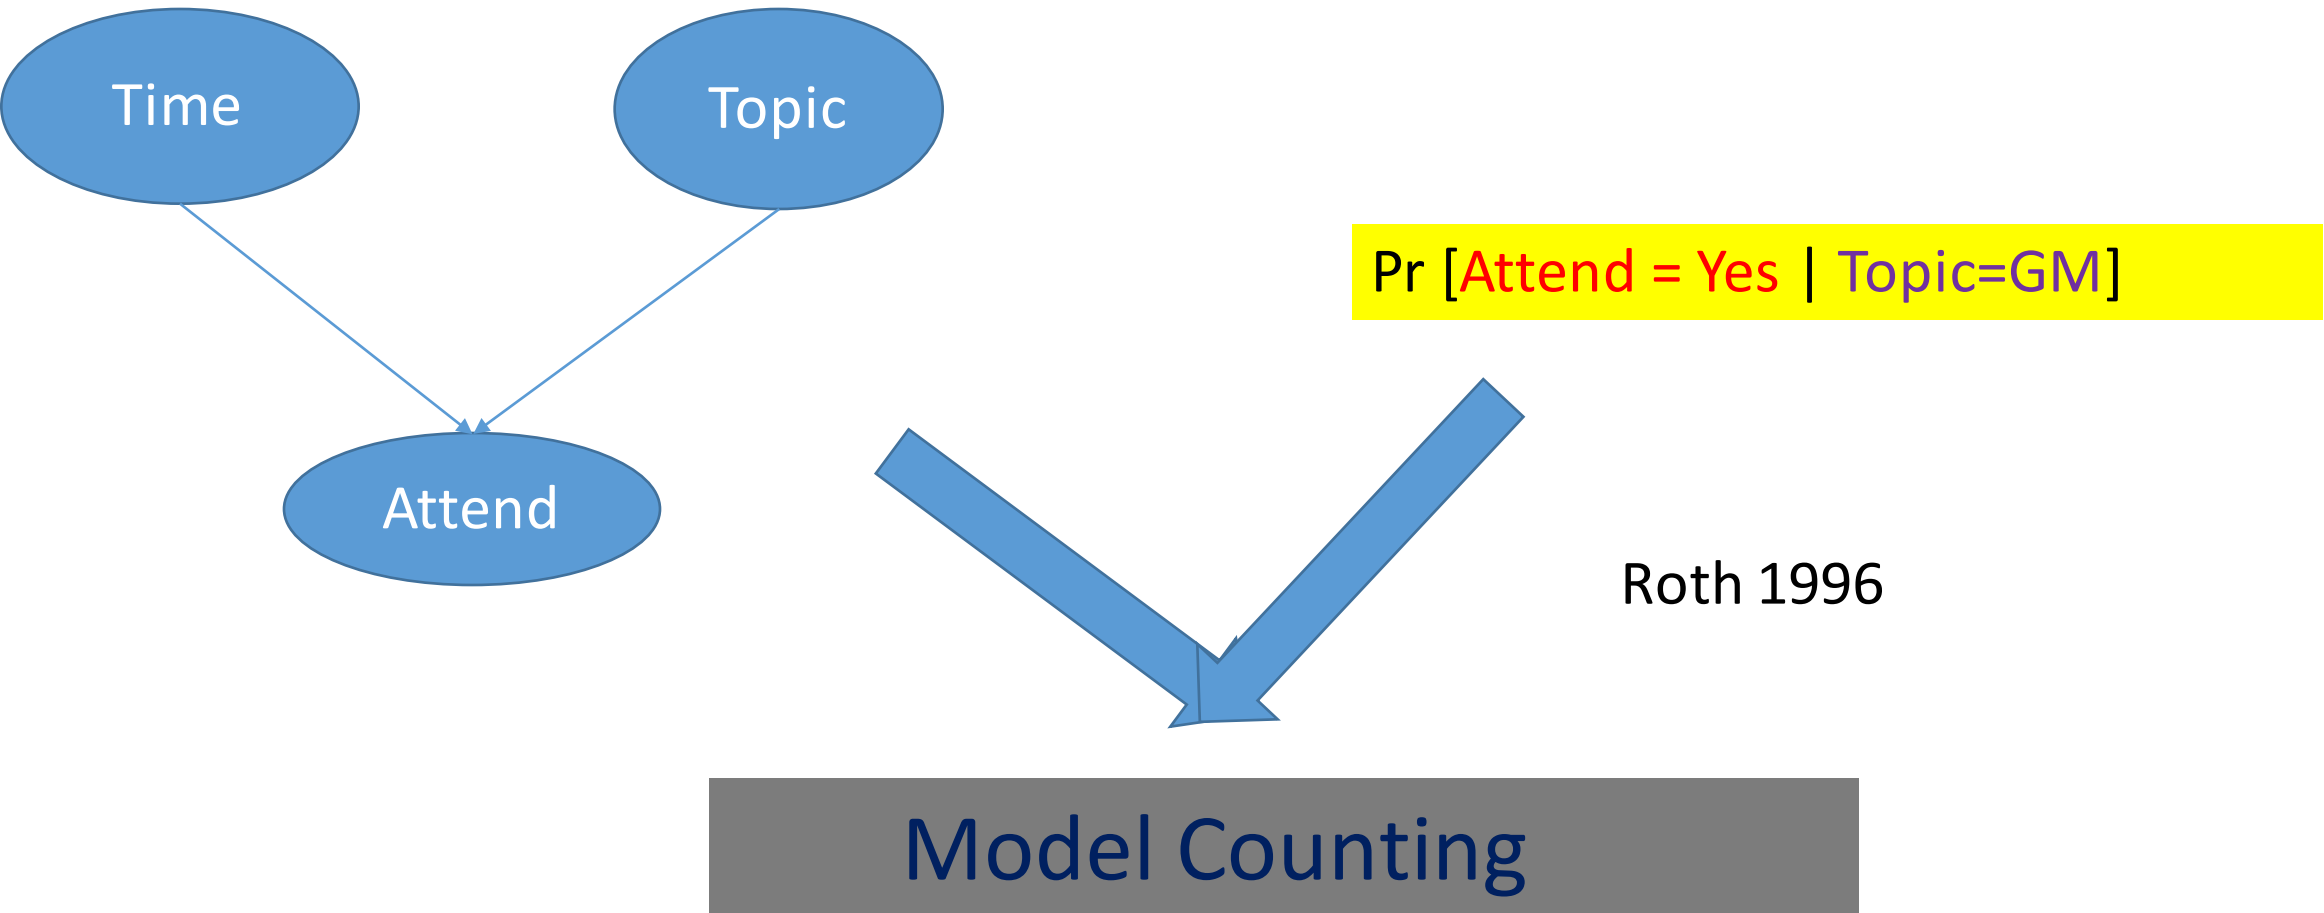 Time
Topic
Pr [Attend = Yes | Topic=GM]
Attend
Roth 1996
Model Counting